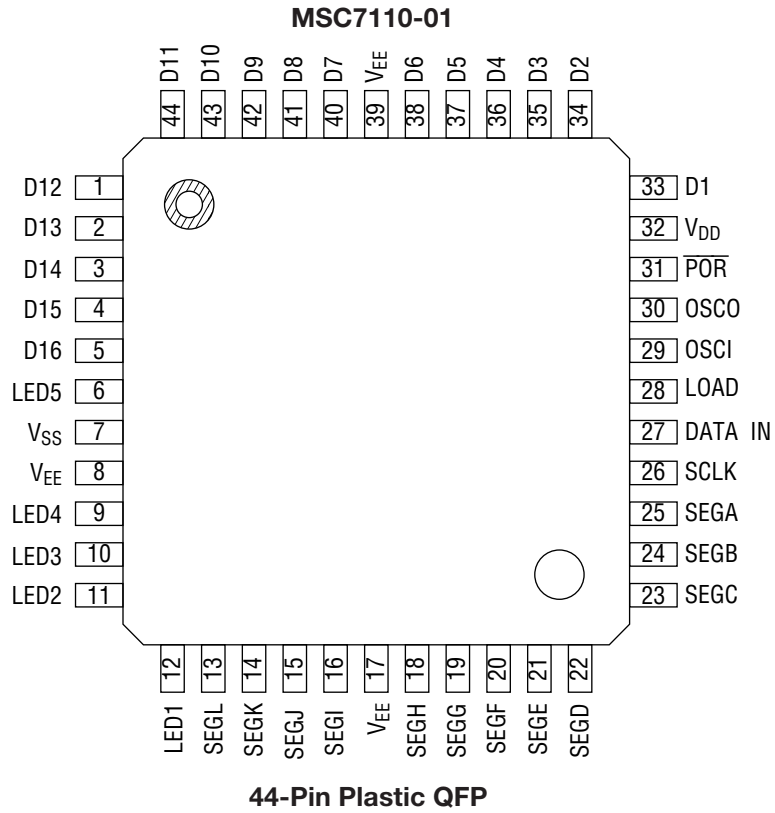 MSC7110-01
D11 D10 D9 D8 D7 VEE D6 D5 D4 D3 D2
44 43 42 41 40 39 38 37 36 35 34
D12 1
D13 2
D14 3
D15 4
D16 5
LED5 6
VSS 7
VEE 8
LED4 9
LED3 10
LED2 11
33 D1
32 VDD
31 POR
30 OSCO
29 OSCI
28 LOAD
27 DATA IN
26 SCLK
25 SEGA
24 SEGB
23 SEGC
12 13 14 15 16 17 18 19 20 21 22
LED1 SEGL SEGK SEGJ SEGI VEE SEGH SEGG SEGF SEGE SEGD
44-Pin Plastic QFP